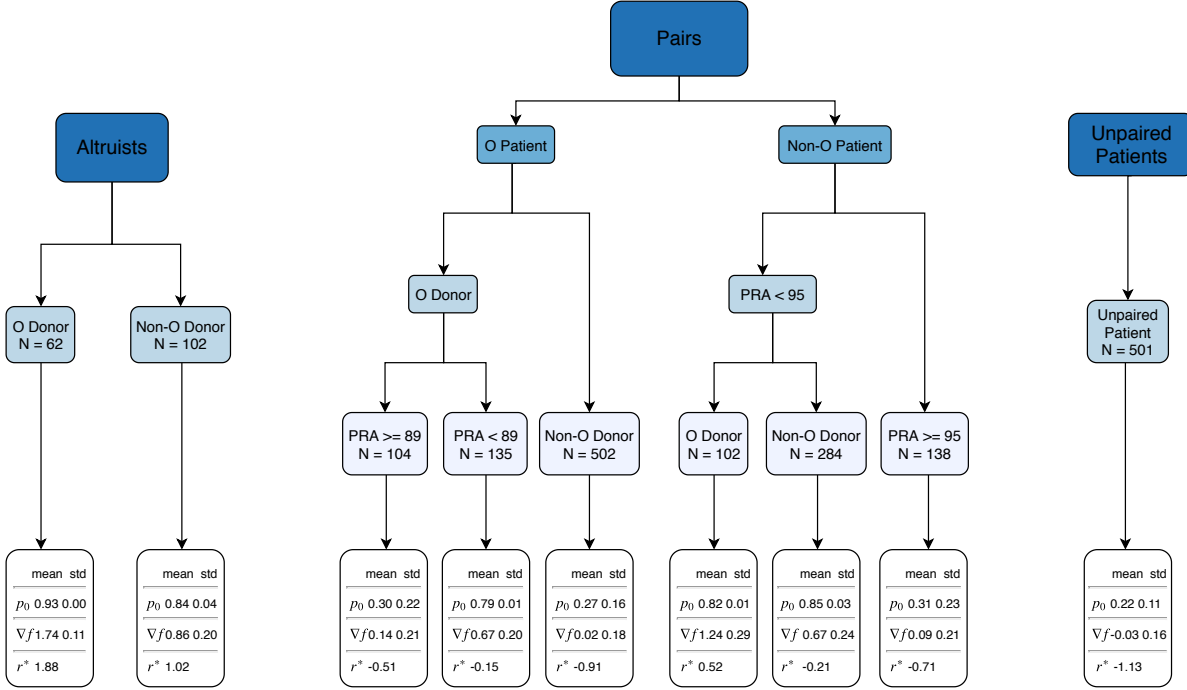 Pairs
Altruists
Unpaired
Patients
O Patient
Non-O Patient
O Donor
PRA < 95
O Donor
N = 62
Non-O Donor
N = 102
Unpaired
Patient
N = 501
PRA >= 89
N = 104
PRA < 89
N = 135
Non-O Donor
N = 502
O Donor
N = 102
Non-O Donor
N = 284
PRA >= 95
N = 138
mean std
p₀ 0.93 0.00
∇f 1.74 0.11
r* 1.88
mean std
p₀ 0.84 0.04
∇f 0.86 0.20
r* 1.02
mean std
p₀ 0.30 0.22
∇f 0.14 0.21
r* -0.51
mean std
p₀ 0.79 0.01
∇f 0.67 0.20
r* -0.15
mean std
p₀ 0.27 0.16
∇f 0.02 0.18
r* -0.91
mean std
p₀ 0.82 0.01
∇f 1.24 0.29
r* 0.52
mean std
p₀ 0.85 0.03
∇f 0.67 0.24
r* -0.21
mean std
p₀ 0.31 0.23
∇f 0.09 0.21
r* -0.71
mean std
p₀ 0.22 0.11
∇f -0.03 0.16
r* -1.13